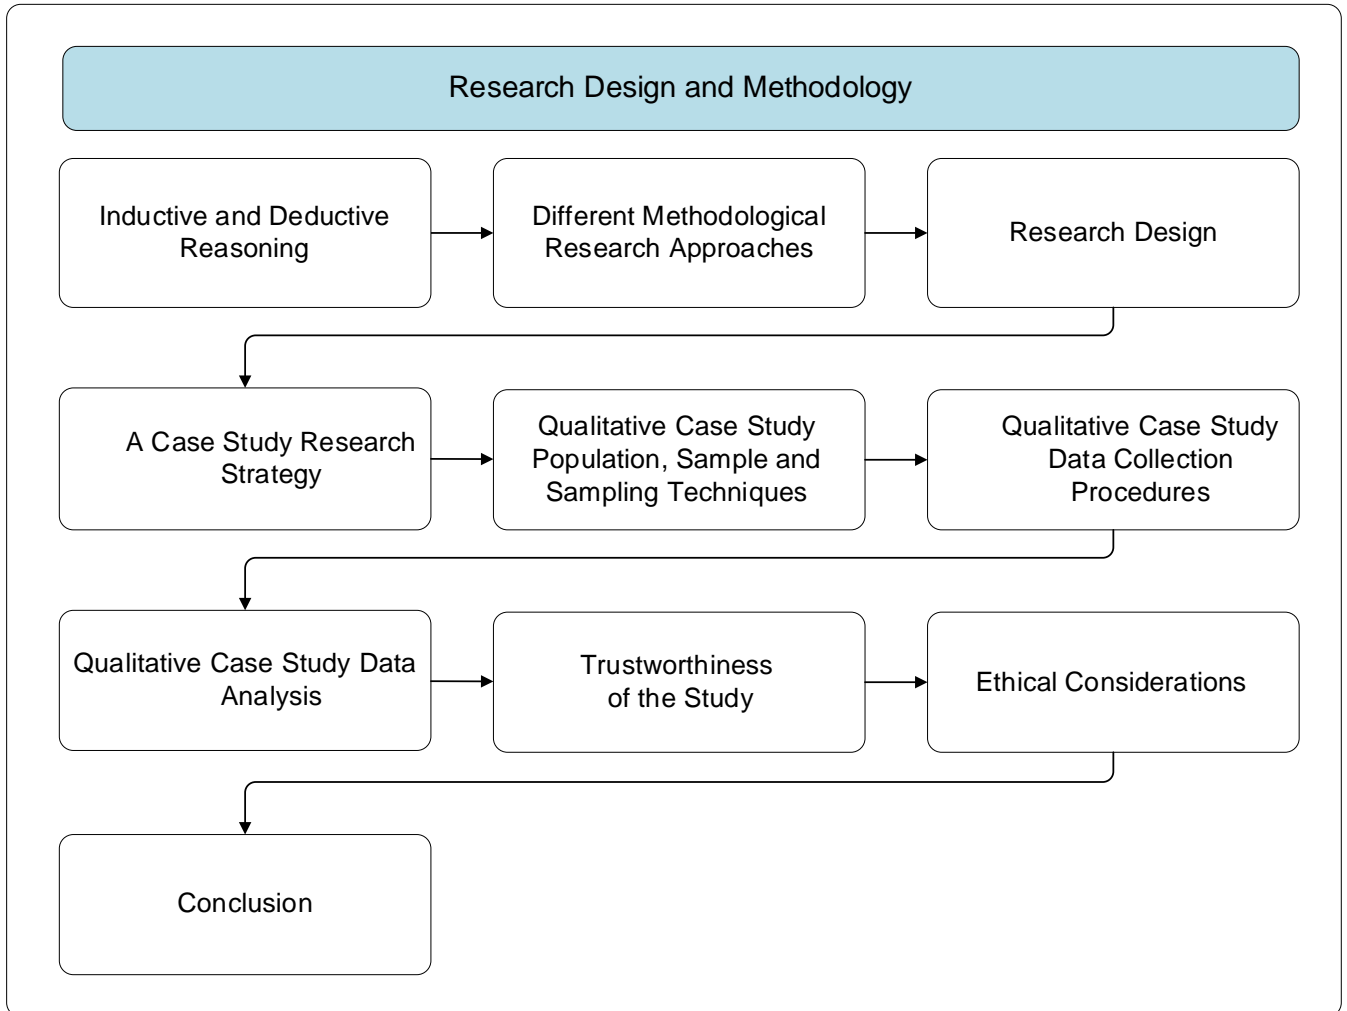 Research Design and Methodology
Inductive and Deductive
Reasoning
Different Methodological
Research Approaches
Research Design
A Case Study Research
Strategy
Qualitative Case Study
Population, Sample and
Sampling Techniques
Qualitative Case Study
Data Collection
Procedures
Qualitative Case Study Data
Analysis
Trustworthiness
of the Study
Ethical Considerations
Conclusion